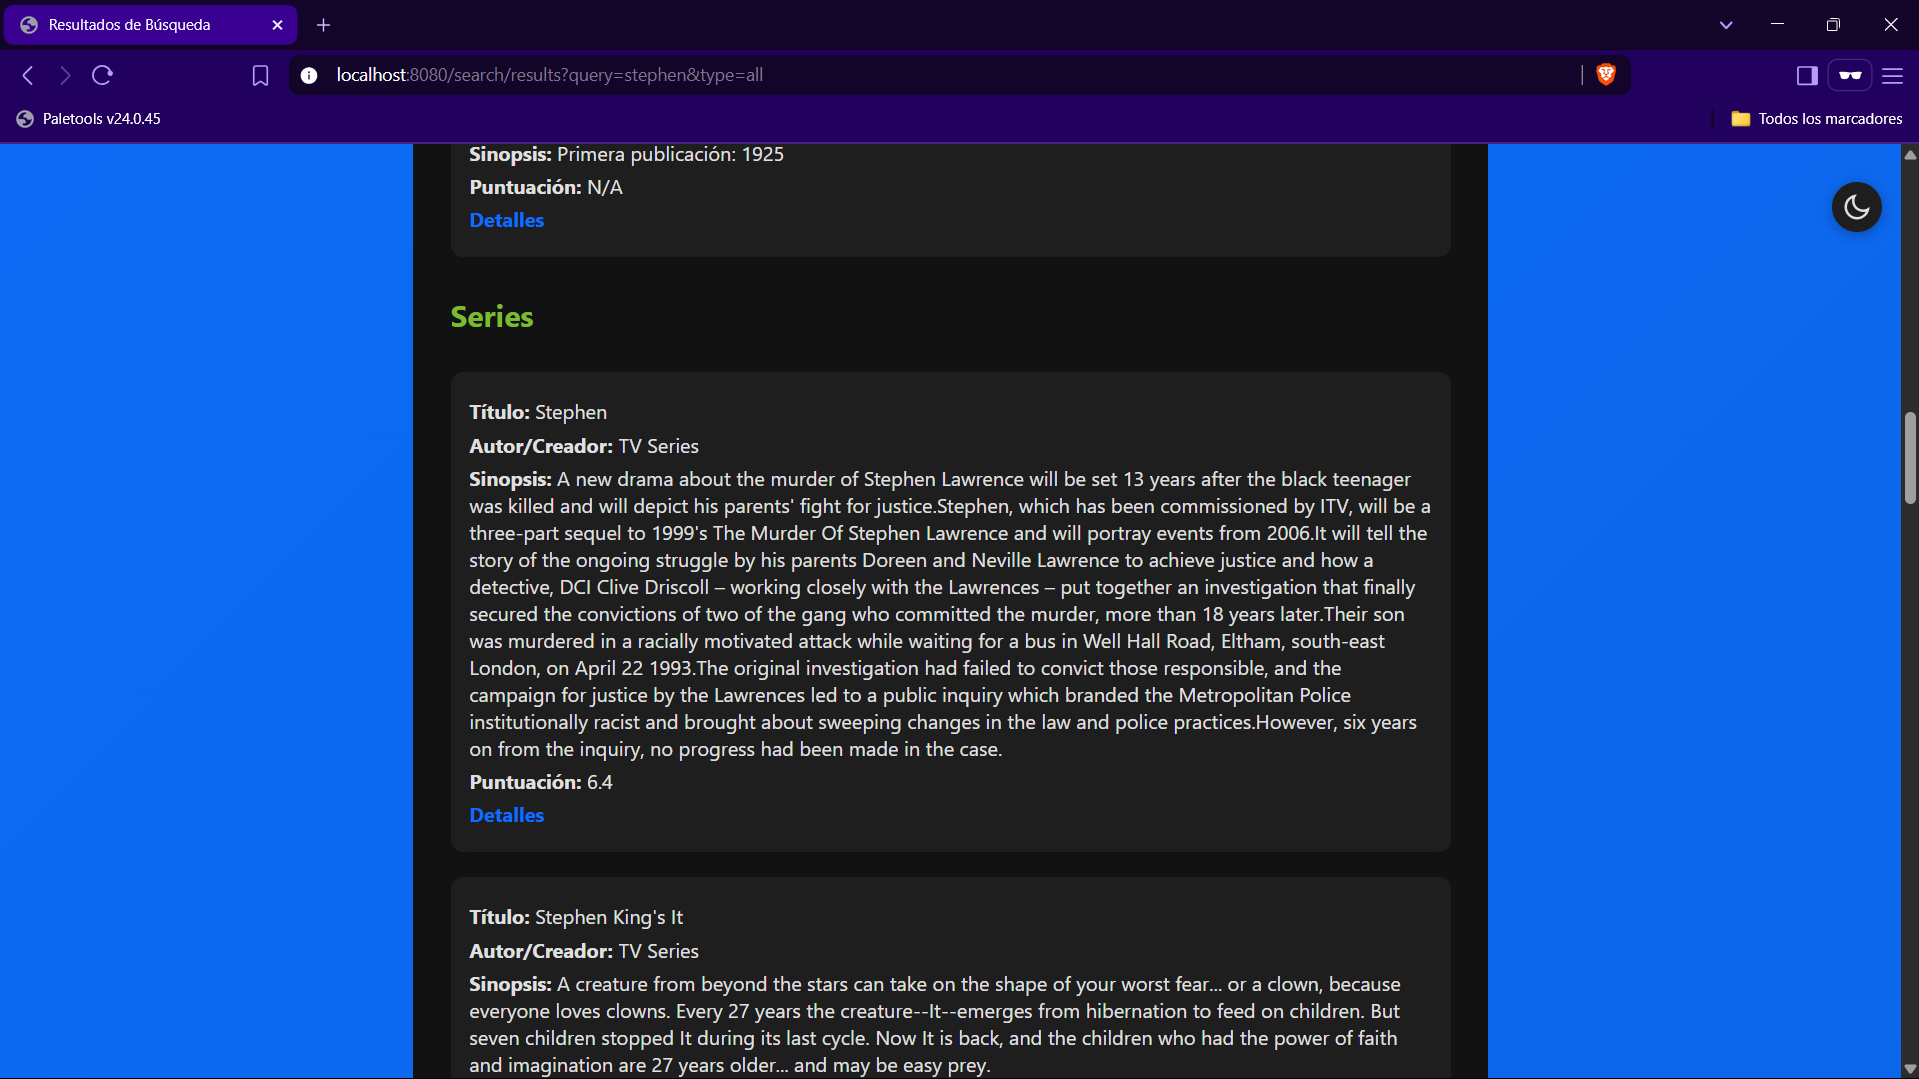 Resultados de Búsqueda
localhost:8080/search/results?query=stephen&type=all
Paletools v24.0.45
Todos los marcadores
Sinopsis: Primera publicación: 1925
Puntuación: N/A
Detalles
Series
Título: Stephen
Autor/Creador: TV Series
Sinopsis: A new drama about the murder of Stephen Lawrence will be set 13 years after the black teenager
was killed and will depict his parents' fight for justice.Stephen, which has been commissioned by ITV, will be a
three-part sequel to 1999's The Murder Of Stephen Lawrence and will portray events from 2006.It will tell the
story of the ongoing struggle by his parents Doreen and Neville Lawrence to achieve justice and how a
detective, DCI Clive Driscoll – working closely with the Lawrences – put together an investigation that finally
secured the convictions of two of the gang who committed the murder, more than 18 years later.Their son
was murdered in a racially motivated attack while waiting for a bus in Well Hall Road, Eltham, south-east
London, on April 22 1993.The original investigation had failed to convict those responsible, and the
campaign for justice by the Lawrences led to a public inquiry which branded the Metropolitan Police
institutionally racist and brought about sweeping changes in the law and police practices.However, six years
on from the inquiry, no progress had been made in the case.
Puntuación: 6.4
Detalles
Título: Stephen King's It
Autor/Creador: TV Series
Sinopsis: A creature from beyond the stars can take on the shape of your worst fear... or a clown, because
everyone loves clowns. Every 27 years the creature--It--emerges from hibernation to feed on children. But
seven children stopped It during its last cycle. Now It is back, and the children who had the power of faith
and imagination are 27 years older... and may be easy prey.